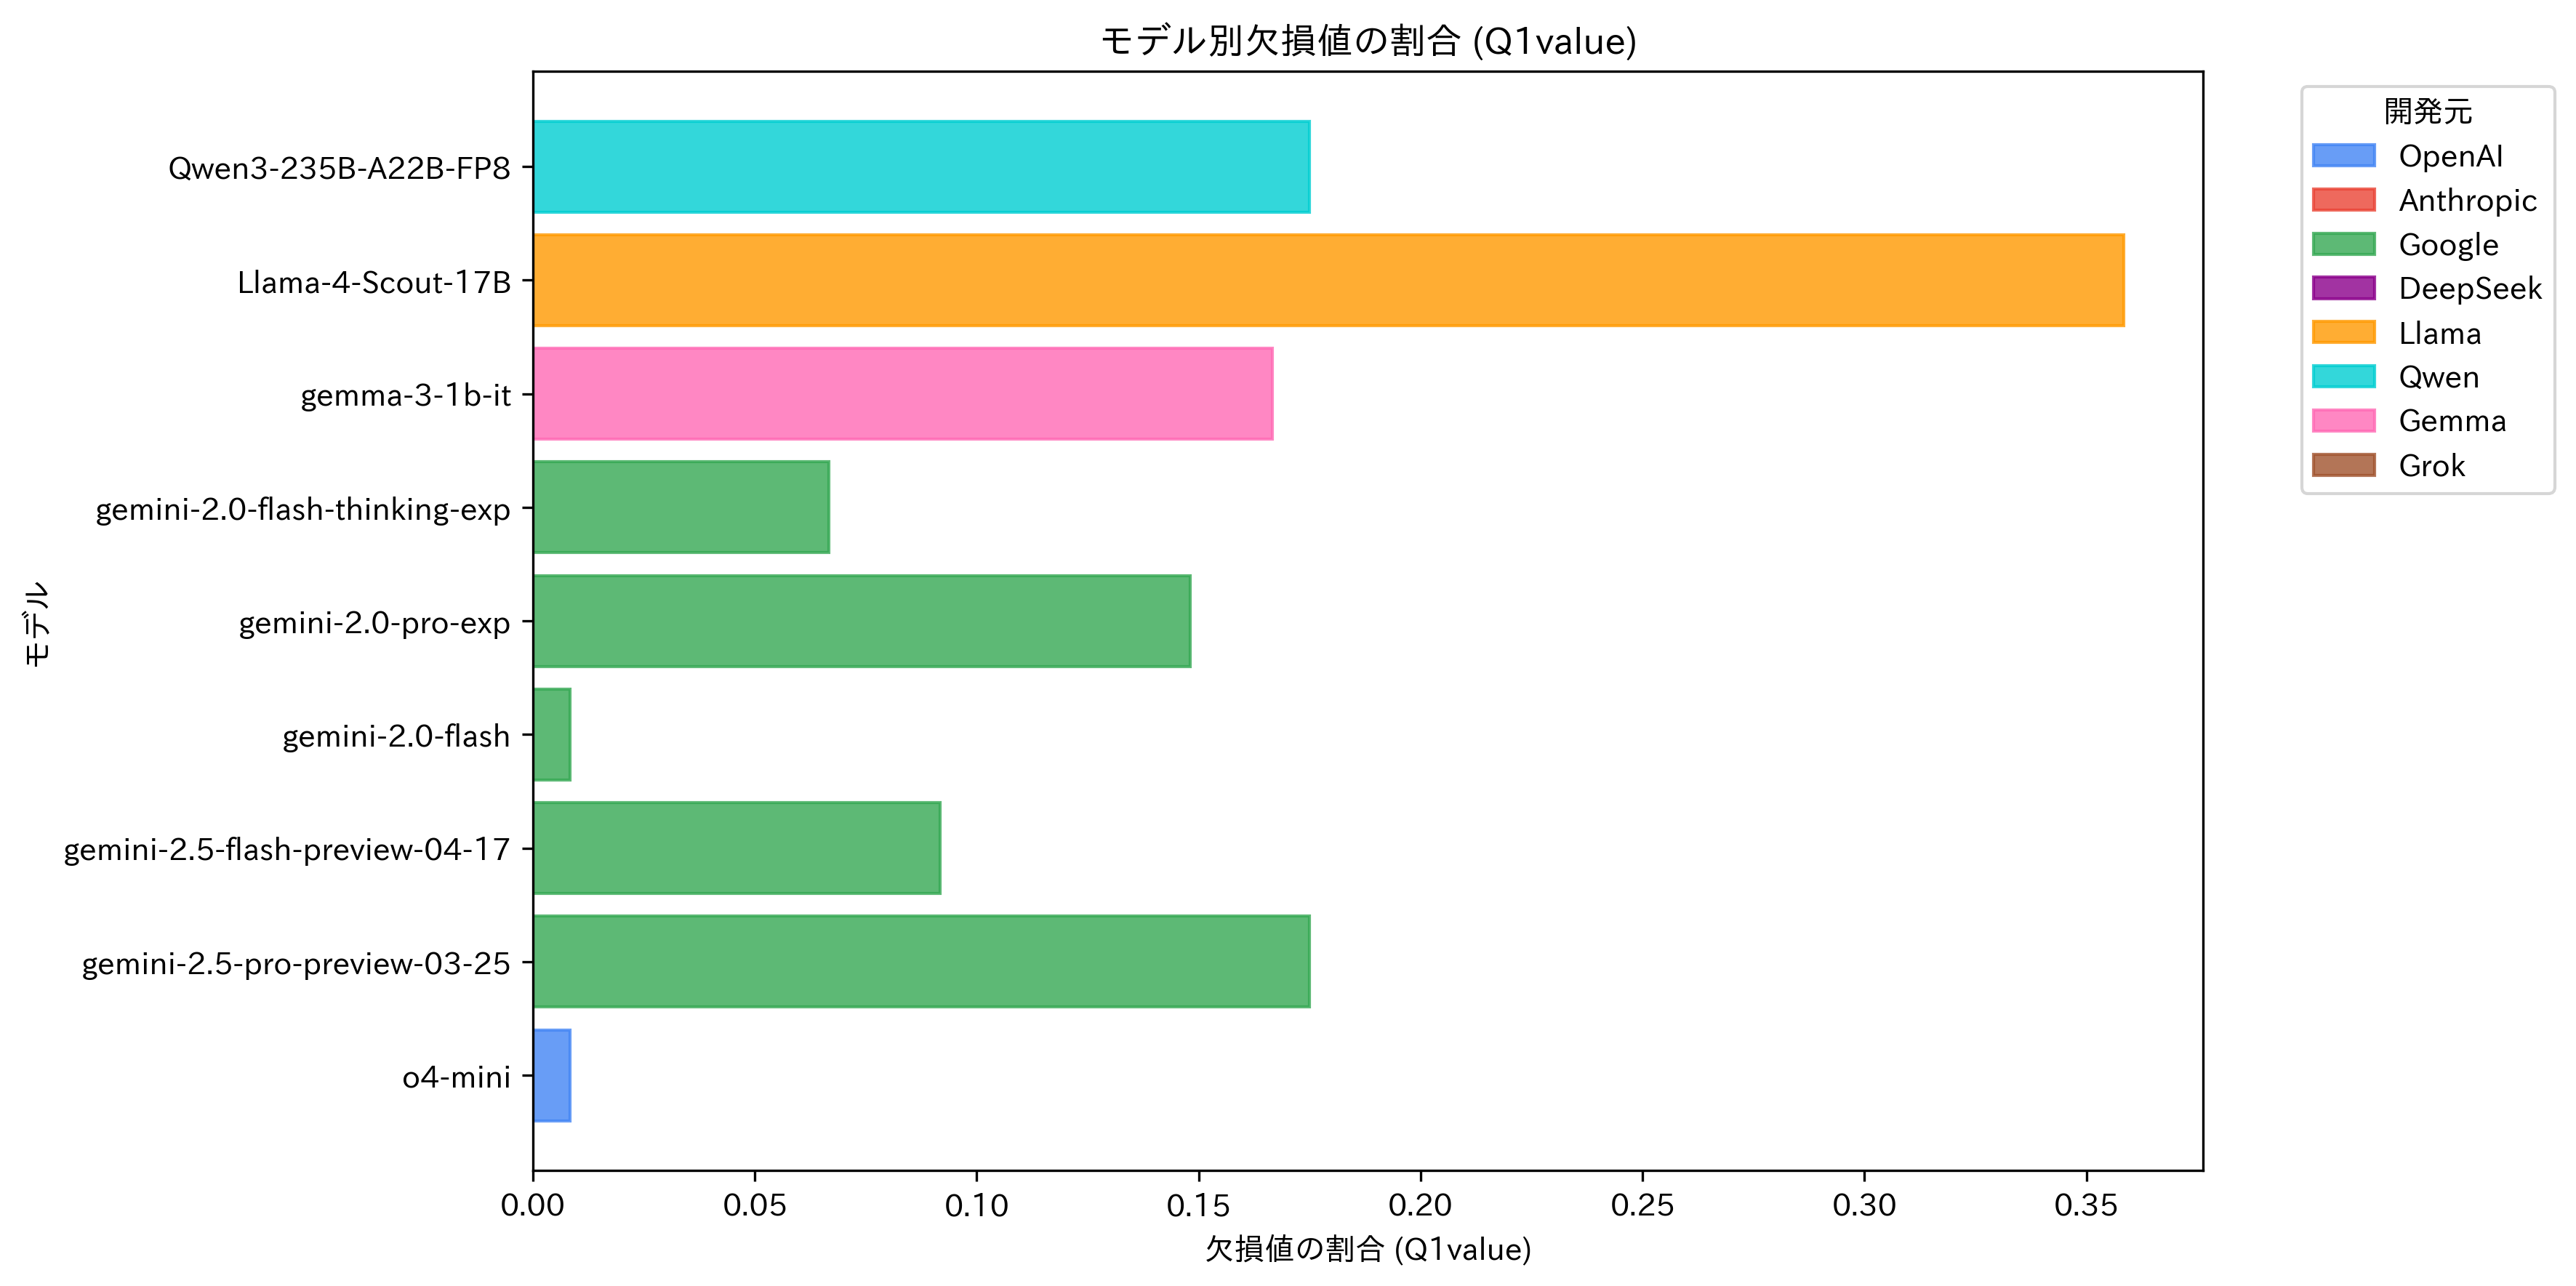 モデル別欠損値の割合 (Q1value)
モデル
Qwen3-235B-A22B-FP8
Llama-4-Scout-17B
gemma-3-1b-it
gemini-2.0-flash-thinking-exp
gemini-2.0-pro-exp
gemini-2.0-flash
gemini-2.5-flash-preview-04-17
gemini-2.5-pro-preview-03-25
o4-mini
0.00 0.05 0.10 0.15 0.20 0.25 0.30 0.35
欠損値の割合 (Q1value)
開発元
OpenAI
Anthropic
Google
DeepSeek
Llama
Qwen
Gemma
Grok